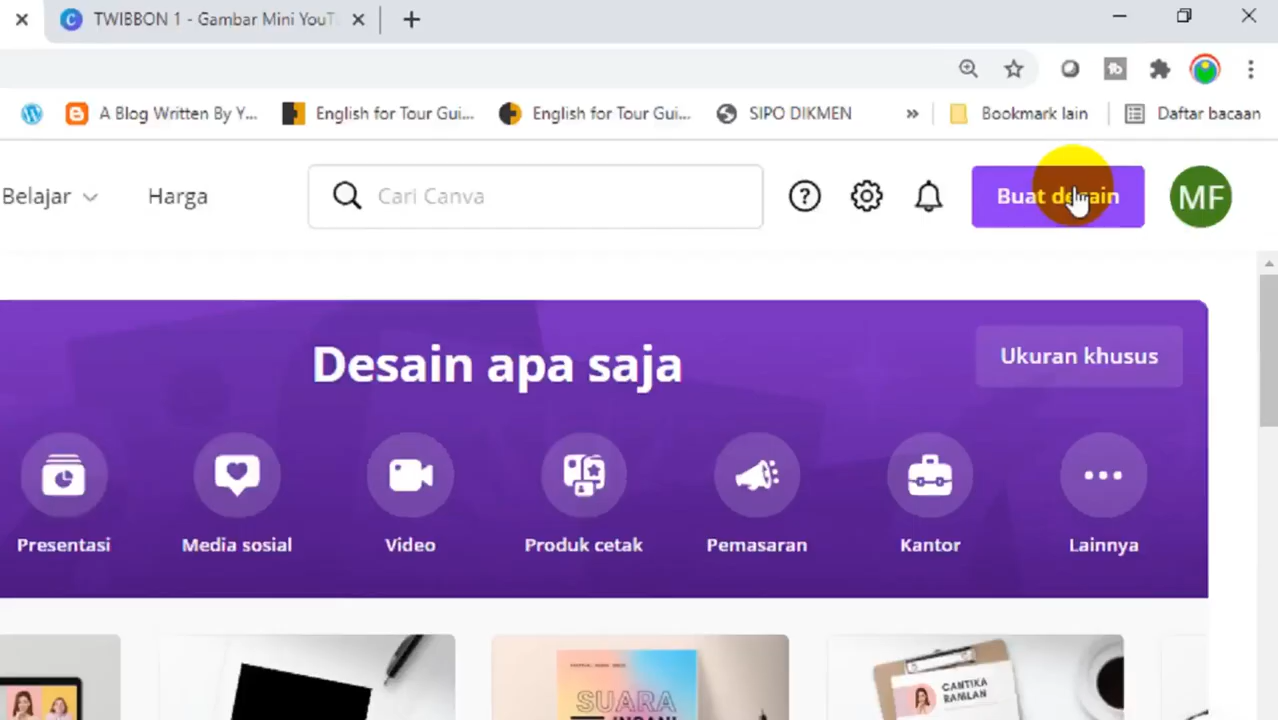 TWIBBON 1 - Gambar Mini YouT
A Blog Written By Y...
English for Tour Gui...
English for Tour Gui...
SIPO DIKMEN
»
Bookmark lain
Daftar bacaan
Belajar
Harga
Cari Canva
Buat desain
MF
Desain apa saja
Ukuran khusus
Presentasi
Media sosial
Video
Produk cetak
Pemasaran
Kantor
Lainnya
SUARA
CANTIKA
RAMLAN